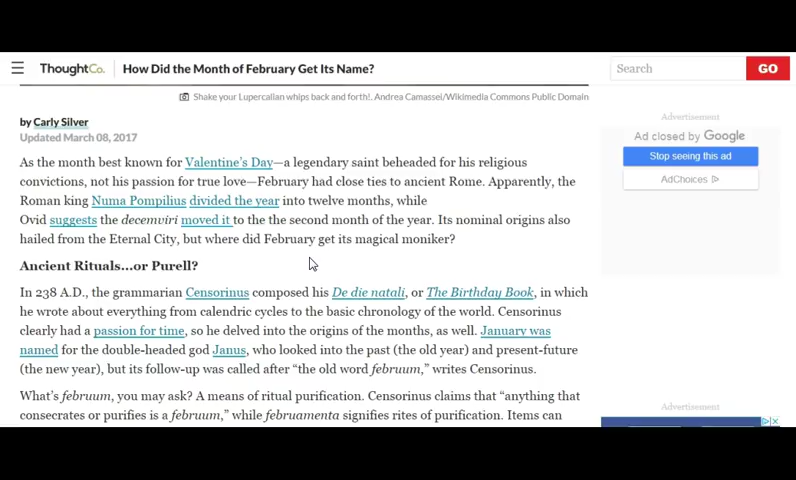 ThoughtCo.
How Did the Month of February Get Its Name?
Search
GO
Shake your Lupercalian whips back and forth!. Andrea Camassei/Wikimedia Commons Public Domain
by Carly Silver
Updated March 08, 2017
As the month best known for Valentine's Day—a legendary saint beheaded for his religious
convictions, not his passion for true love—February had close ties to ancient Rome. Apparently, the
Roman king Numa Pompilius divided the year into twelve months, while
Ovid suggests the decemviri moved it to the the second month of the year. Its nominal origins also
hailed from the Eternal City, but where did February get its magical moniker?
Ancient Rituals...or Purell?
In 238 A.D., the grammarian Censorinus composed his De die natali, or The Birthday Book, in which
he wrote about everything from calendric cycles to the basic chronology of the world. Censorinus
clearly had a passion for time, so he delved into the origins of the months, as well. January was
named for the double-headed god Janus, who looked into the past (the old year) and present-future
(the new year), but its follow-up was called after "the old word februum," writes Censorinus.
What's februum, you may ask? A means of ritual purification. Censorinus claims that "anything that
consecrates or purifies is a februum," while februamenta signifies rites of purification. Items can
Advertisement
Ad closed by Google
Stop seeing this ad
AdChoices
Advertisement